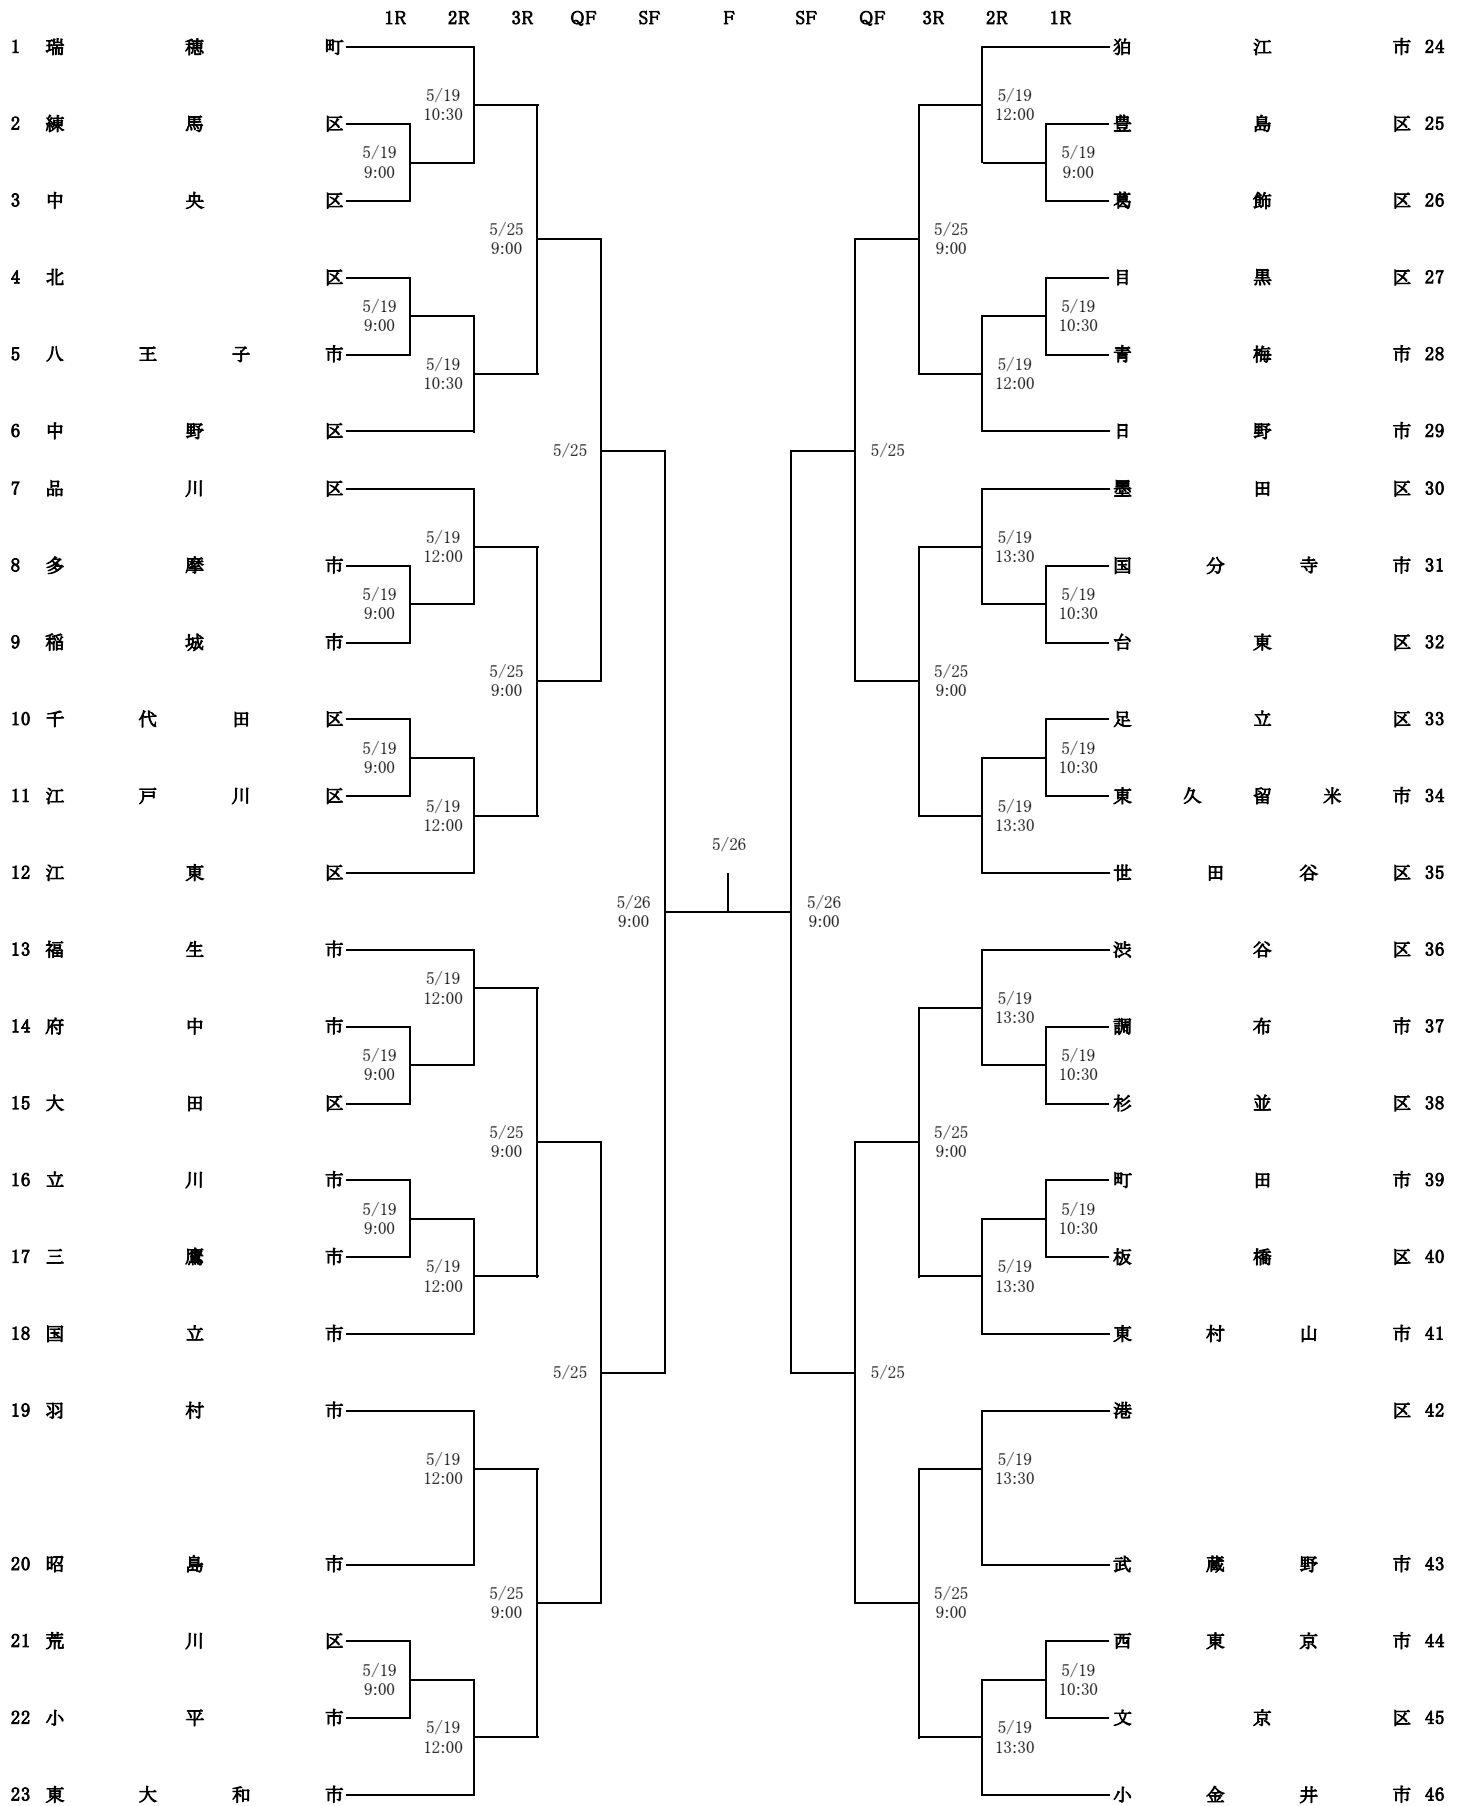 1R 2R 3R QF SF F SF QF 3R 2R 1R
1 瑞穂町 狛江市 24
5/19 5/19
10:30 12:00
2 練馬区 豊島区 25
5/19 5/19
9:00 9:00
3 中央区 葛飾区 26
5/25 5/25
9:00 9:00
4 北区 目黒区 27
5/19 5/19
9:00 10:30
5 八王子市 青梅市 28
5/19 5/19
10:30 12:00
6 中野区 日野市 29
5/25 5/25
7 品川区 墨田区 30
5/19 5/19
12:00 13:30
8 多摩市 国分寺市 31
5/19 5/19
9:00 10:30
9 稲城市 台東区 32
5/25 5/25
9:00 9:00
10 千代田区 足立区 33
5/19 5/19
9:00 10:30
11 江戸川区 東久留米市 34
5/19 5/19
12:00 13:30
5/26
12 江東区 世田谷区 35
5/26 5/26
9:00 9:00
13 福生市 渋谷区 36
5/19 5/19
12:00 13:30
14 府中市 調布市 37
5/19 5/19
9:00 10:30
15 大田区 杉並区 38
5/25 5/25
9:00 9:00
16 立川市 町田市 39
5/19 5/19
9:00 10:30
17 三鷹市 板橋区 40
5/19 5/19
12:00 13:30
18 国立市 東村山市 41
5/25 5/25
19 羽村市 港区 42
5/19 5/19
12:00 13:30
20 昭島市 武蔵野市 43
5/25 5/25
9:00 9:00
21 荒川区 西東京市 44
5/19 5/19
9:00 10:30
22 小平市 文京区 45
5/19 5/19
12:00 13:30
23 東大和市 小金井市 46